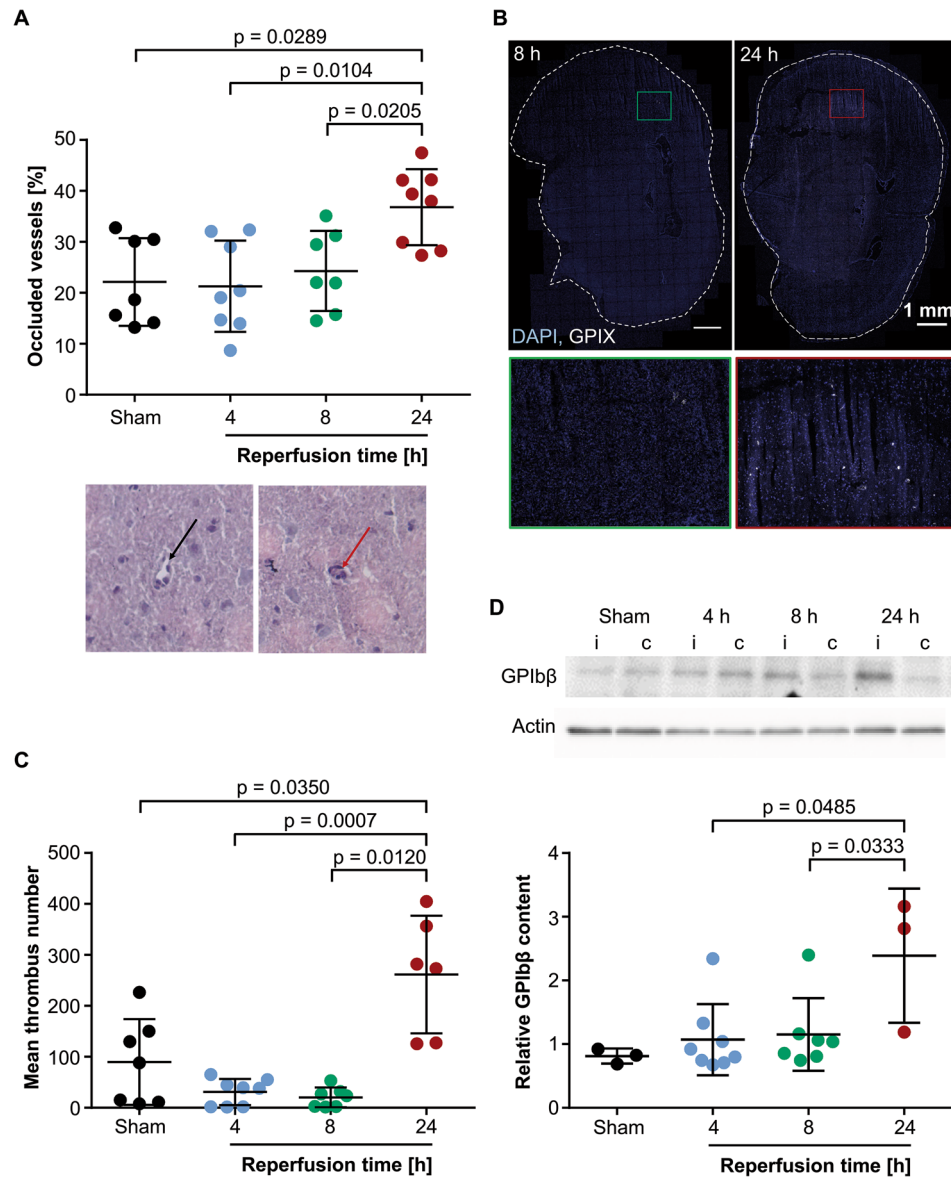 A
p = 0.0289
p = 0.0104
p = 0.0205
Occluded vessels [%]
50
40
30
20
10
0
Sham 4 8 24
Reperfusion time [h]
B
8 h 24 h
DAPI, GPIX
1 mm
C
p = 0.0350
p = 0.0007
p = 0.0120
Mean thrombus number
500
400
300
200
100
0
Sham 4 8 24
Reperfusion time [h]
D
Sham 4 h 8 h 24 h
i c i c i c i c
GPIbβ
Actin
p = 0.0485
p = 0.0333
Relative GPIbβ content
4
3
2
1
0
Sham 4 8 24
Reperfusion time [h]